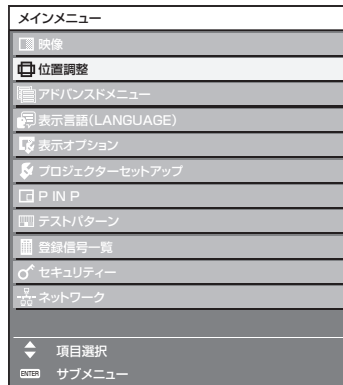 メインメニュー
映像
位置調整
アドバンスドメニュー
表示言語(LANGUAGE)
表示オプション
プロジェクターセットアップ
P IN P
テストパターン
登録信号一覧
セキュリティー
ネットワーク
項目選択
ENTER サブメニュー